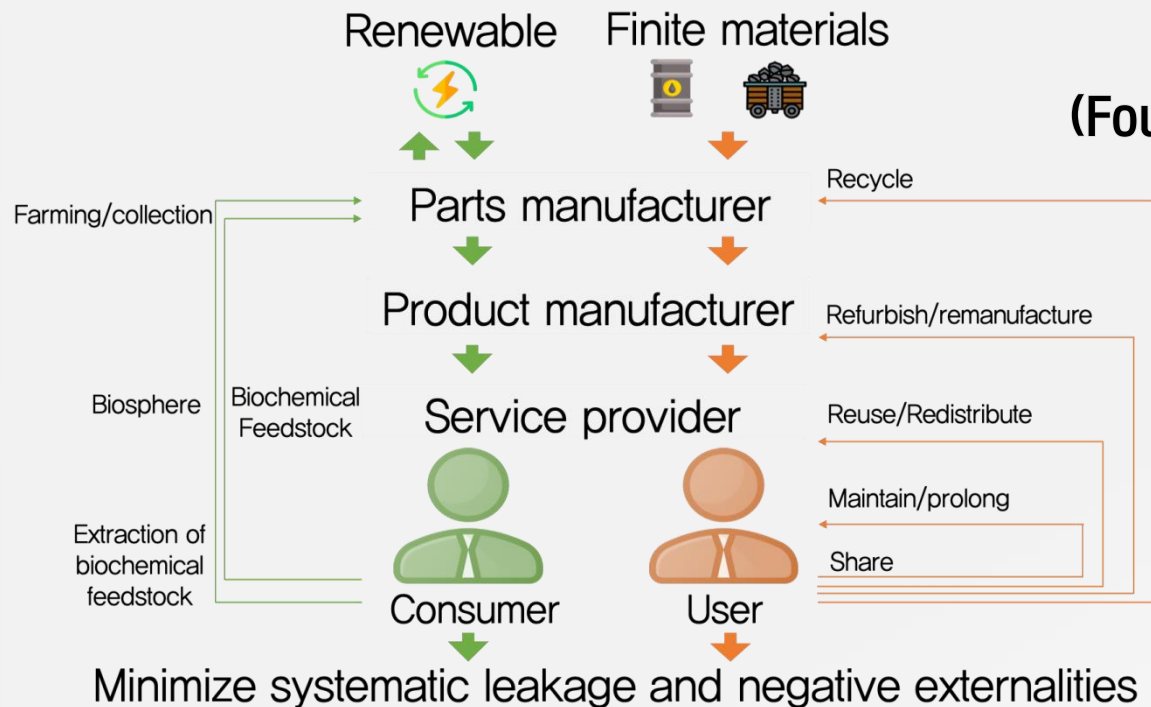 Renewable
Finite materials
(Fou
Recycle
Farming/collection
Parts manufacturer
Product manufacturer
Refurbish/remanufacture
Biosphere
Biochemical
Feedstock
Service provider
Reuse/Redistribute
Maintain/prolong
Extraction of
biochemical
feedstock
Share
Consumer
User
Minimize systematic leakage and negative externalities